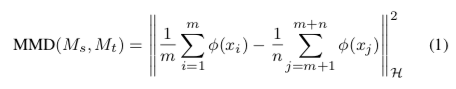 MMD(M_s, M_t) = \left\| \frac{1}{m} \sum_{i=1}^{m} \phi(x_i) - \frac{1}{n} \sum_{j=m+1}^{m+n} \phi(x_j) \right\|_{\mathcal{H}}^{2} (1)